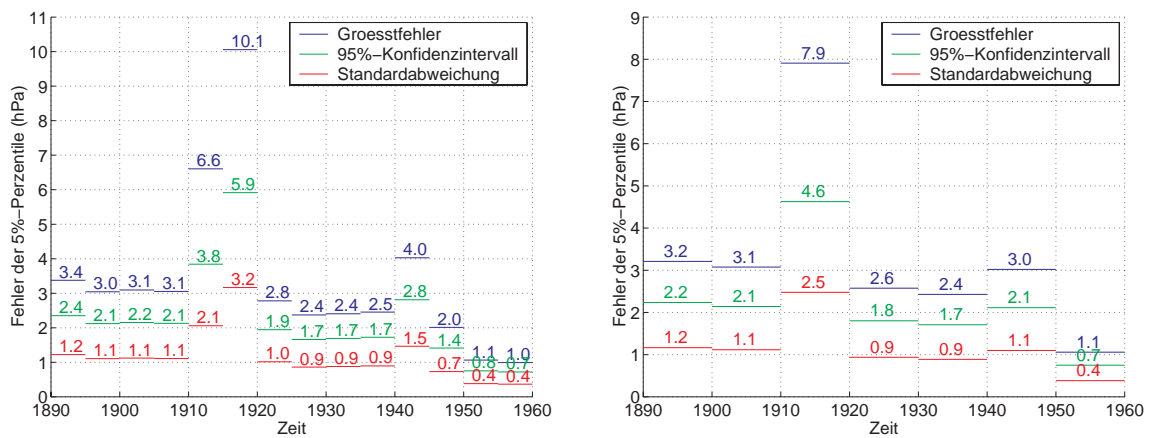 Fehler der 5%−Perzentile (hPa)
11
10
9
8
7
6
5
4
3
2
1
0
Groesstfehler
95%−Konfidenzintervall
Standardabweichung
3.4 3.0 3.1 3.1 6.6 10.1 2.8 2.4 2.4 2.5 4.0 2.0 1.1 1.0
2.4 2.1 2.2 2.1 3.8 5.9 1.9 1.7 1.7 1.7 2.8 1.4 0.8 0.7
1.2 1.1 1.1 1.1 2.1 3.2 1.0 0.9 0.9 0.9 1.5 0.7 0.4 0.4
1890 1900 1910 1920 1930 1940 1950 1960
Zeit
Fehler der 5%−Perzentile (hPa)
9
8
7
6
5
4
3
2
1
0
Groesstfehler
95%−Konfidenzintervall
Standardabweichung
3.2 3.1 7.9 2.6 2.4 3.0 1.1
2.2 2.1 4.6 1.8 1.7 2.1 0.7
1.2 1.1 2.5 0.9 0.9 1.1 0.4
1890 1900 1910 1920 1930 1940 1950 1960
Zeit